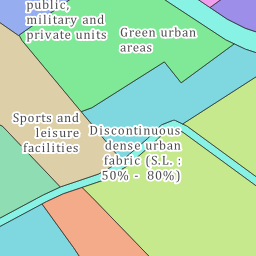 public,
military and
private units
Green urban
areas
Sports and
leisure
facilities
Discontinuous
dense urban
fabric (S.L. :
50% - 80%)